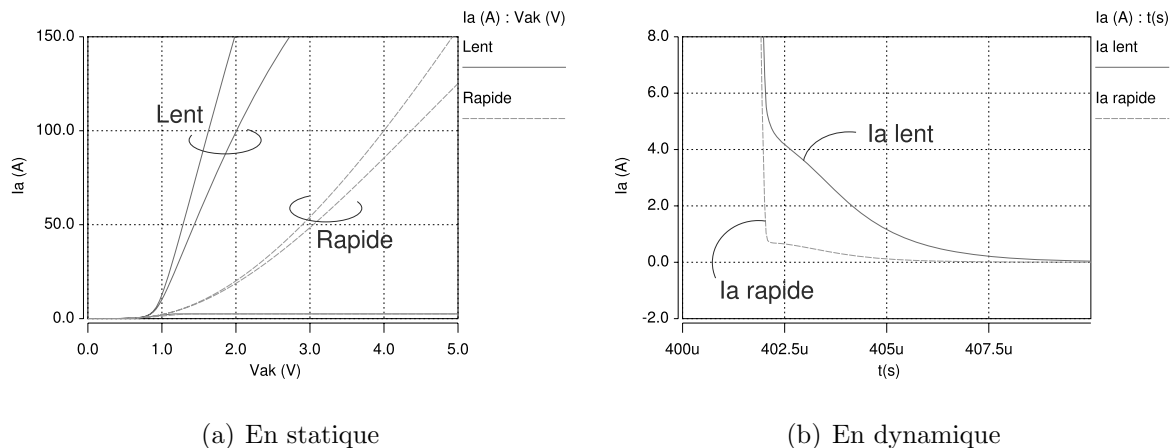 Ia (A) : Vak (V)
Lent
Rapide
150.0
100.0
50.0
0.0
Ia (A)
Lent
Rapide
0.0 1.0 2.0 3.0 4.0 5.0
Vak (V)
(a) En statique
Ia (A) : t(s)
Ia lent
Ia rapide
8.0
6.0
4.0
2.0
0.0
-2.0
Ia (A)
Ia lent
Ia rapide
400u 402.5u 405u 407.5u
t(s)
(b) En dynamique